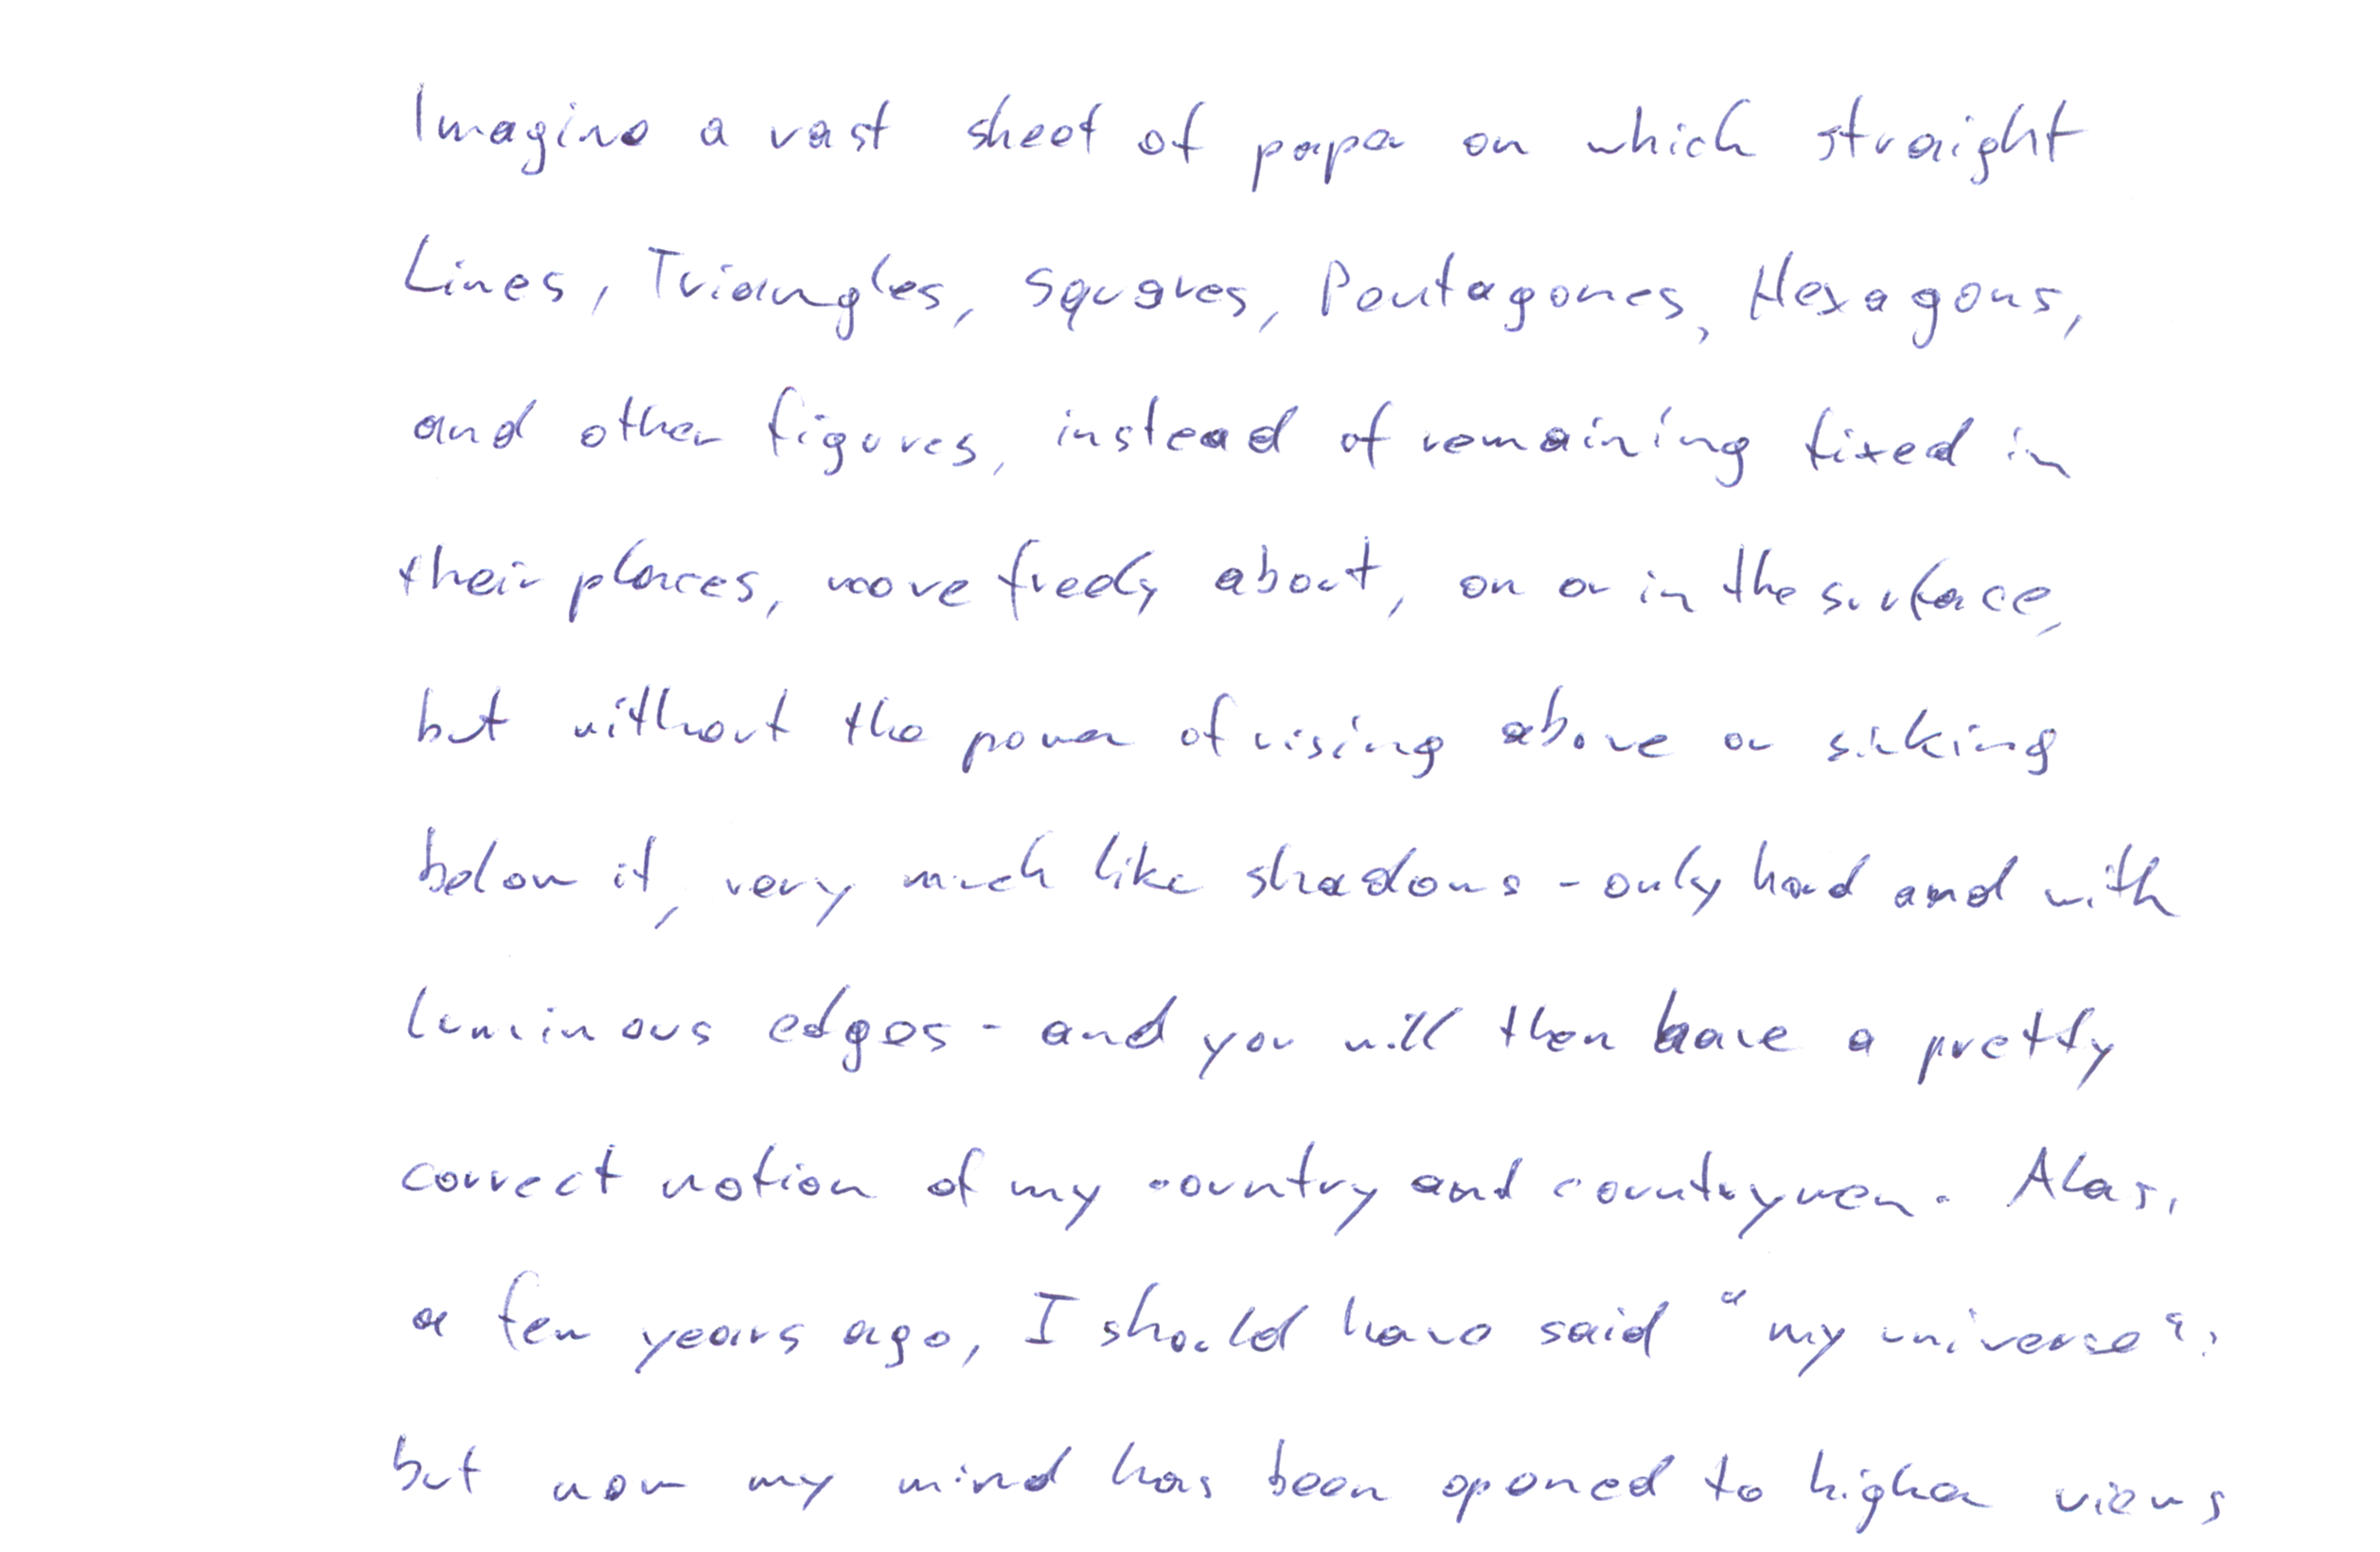 Imagine a vast sheet of paper on which straight
Lines, Triangles, Squares, Pentagones, Hexagons,
and other figures, instead of remaining fixed in
their places, move freely about, on or in the surface,
but without the power of rising above or sinking
below it, very much like shadows - only hard and with
luminous edges - and you will then have a pretty
correct notion of my country and countrymen. Alas,
a few years ago, I should have said "my universe":
but now my mind has been opened to higher views